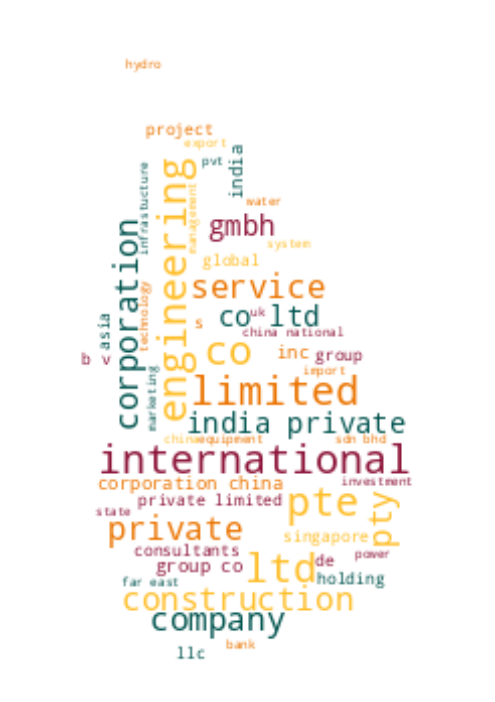 hydro
project
export
pvt
india
infrastucture
engineering
management
water
gmbh
corporation
system
global
service
technology
s
co
uk
ltd
china national
asia
b v
co
inc
group
import
marketing
limited
india private
china
equipment
sdn bhd
international
corporation china
investment
private limited
pte
pty
state
private
singapore
consultants
power
group co
ltd
de
far east
holding
construction
company
bank
llc